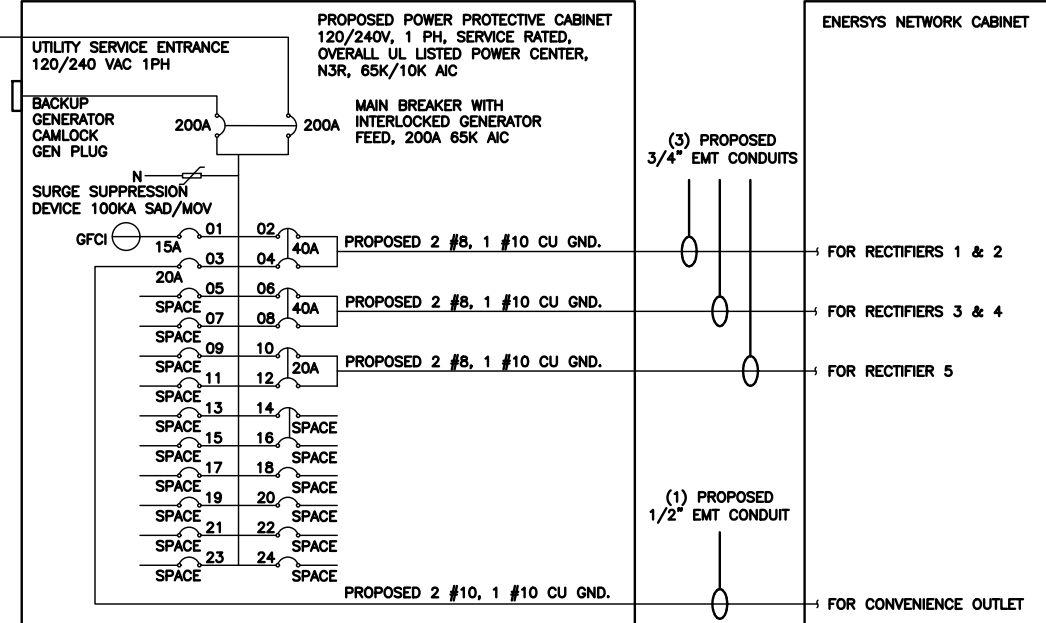 PROPOSED POWER PROTECTIVE CABINET
120/240V, 1 PH, SERVICE RATED,
OVERALL UL LISTED POWER CENTER,
N3R, 65K/10K AIC
ENERSYS NETWORK CABINET
UTILITY SERVICE ENTRANCE
120/240 VAC 1PH
BACKUP
GENERATOR
CAMLOCK
GEN PLUG
200A
200A
MAIN BREAKER WITH
INTERLOCKED GENERATOR
FEED, 200A 65K AIC
(3) PROPOSED
3/4" EMT CONDUITS
N
SURGE SUPPRESSION
DEVICE 100KA SAD/MOV
GFCI
15A
01
02
40A
PROPOSED 2 #8, 1 #10 CU GND.
FOR RECTIFIERS 1 & 2
20A
03
04
SPACE
05
06
40A
PROPOSED 2 #8, 1 #10 CU GND.
FOR RECTIFIERS 3 & 4
SPACE
07
08
SPACE
09
10
20A
PROPOSED 2 #8, 1 #10 CU GND.
FOR RECTIFIER 5
SPACE
11
12
SPACE
13
14
SPACE
SPACE
15
16
SPACE
SPACE
17
18
SPACE
SPACE
19
20
SPACE
SPACE
21
22
SPACE
SPACE
23
24
SPACE
(1) PROPOSED
1/2" EMT CONDUIT
PROPOSED 2 #10, 1 #10 CU GND.
FOR CONVENIENCE OUTLET